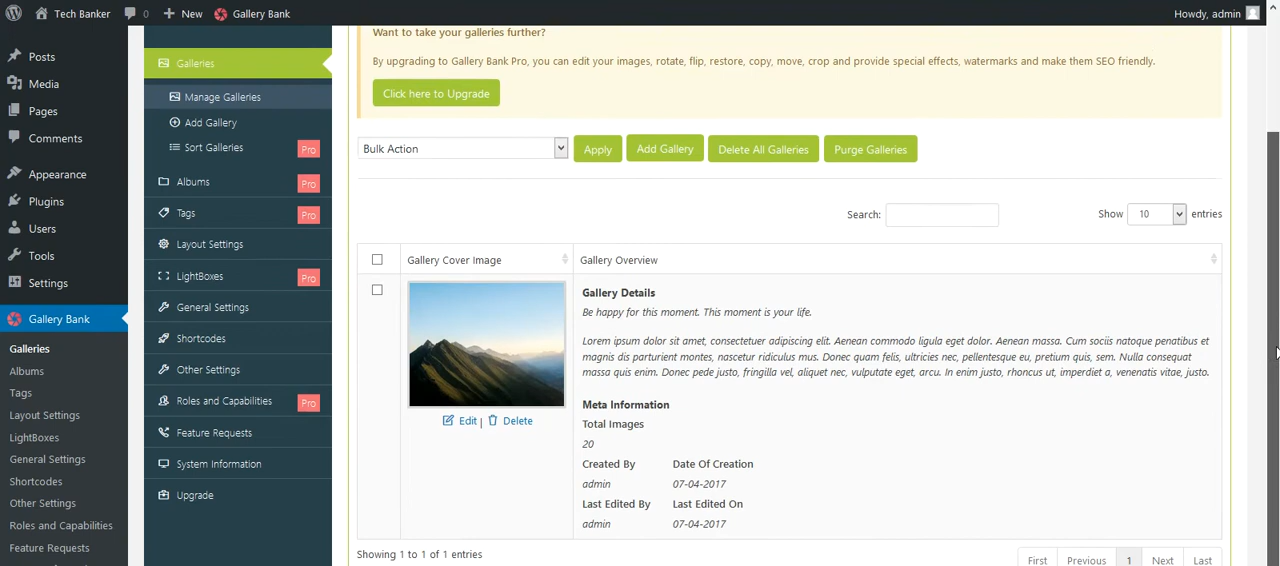 Tech Banker
0
New
Gallery Bank
Howdy, admin
Posts
Media
Pages
Comments
Appearance
Plugins
Users
Tools
Settings
Gallery Bank
Galleries
Albums
Tags
Layout Settings
LightBoxes
General Settings
Shortcodes
Other Settings
Roles and Capabilities
Feature Requests
Galleries
Manage Galleries
Add Gallery
Sort Galleries Pro
Albums Pro
Tags Pro
Layout Settings
LightBoxes Pro
General Settings
Shortcodes
Other Settings
Roles and Capabilities Pro
Feature Requests
System Information
Upgrade
Want to take your galleries further?
By upgrading to Gallery Bank Pro, you can edit your images, rotate, flip, restore, copy, move, crop and provide special effects, watermarks and make them SEO friendly.
Click here to Upgrade
Bulk Action Apply Add Gallery Delete All Galleries Purge Galleries
Search: Show 10 entries
Gallery Cover Image Gallery Overview
Edit | Delete
Gallery Details
Be happy for this moment. This moment is your life.
Lorem ipsum dolor sit amet, consectetuer adipiscing elit. Aenean commodo ligula eget dolor. Aenean massa. Cum sociis natoque penatibus et
magnis dis parturient montes, nascetur ridiculus mus. Donec quam felis, ultricies nec, pellentesque eu, pretium quis, sem. Nulla consequat
massa quis enim. Donec pede justo, fringilla vel, aliquet nec, vulputate eget, arcu. In enim justo, rhoncus ut, imperdiet a, venenatis vitae, justo.
Meta Information
Total Images
20
Created By Date Of Creation
admin 07-04-2017
Last Edited By Last Edited On
admin 07-04-2017
Showing 1 to 1 of 1 entries
First Previous 1 Next Last